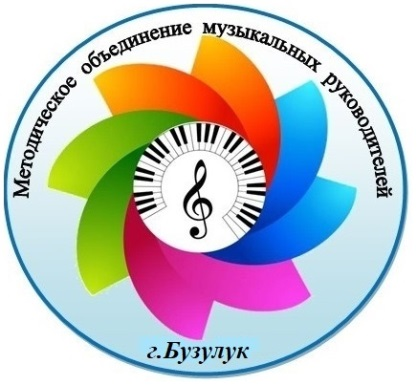 Методическое объединение музыкальных руководителей
г.Бузулук